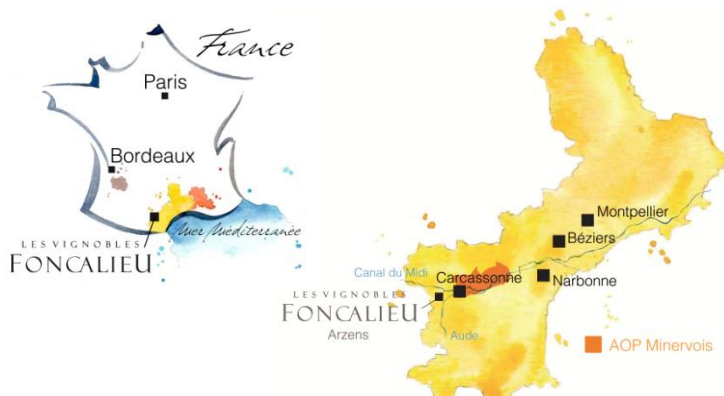 France
Paris
Bordeaux
Mer Méditerranée
LES VIGNOBLES
FONCALIEU
Montpellier
Béziers
Canal du Midi
Carcassonne
Narbonne
LES VIGNOBLES
FONCALIEU
Arzens
Aude
AOP Minervois